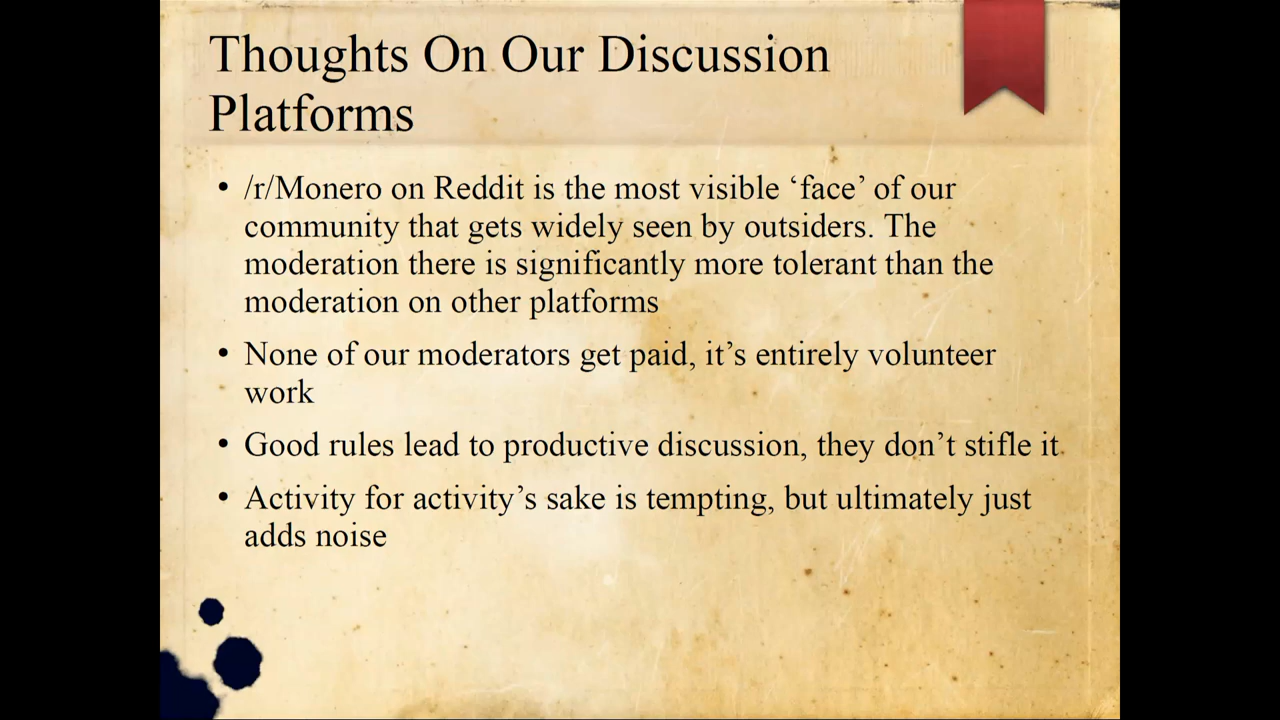 Thoughts On Our Discussion
Platforms
• /r/Monero on Reddit is the most visible ‘face’ of our
community that gets widely seen by outsiders. The
moderation there is significantly more tolerant than the
moderation on other platforms
• None of our moderators get paid, it’s entirely volunteer
work
• Good rules lead to productive discussion, they don’t stifle it
• Activity for activity’s sake is tempting, but ultimately just
adds noise